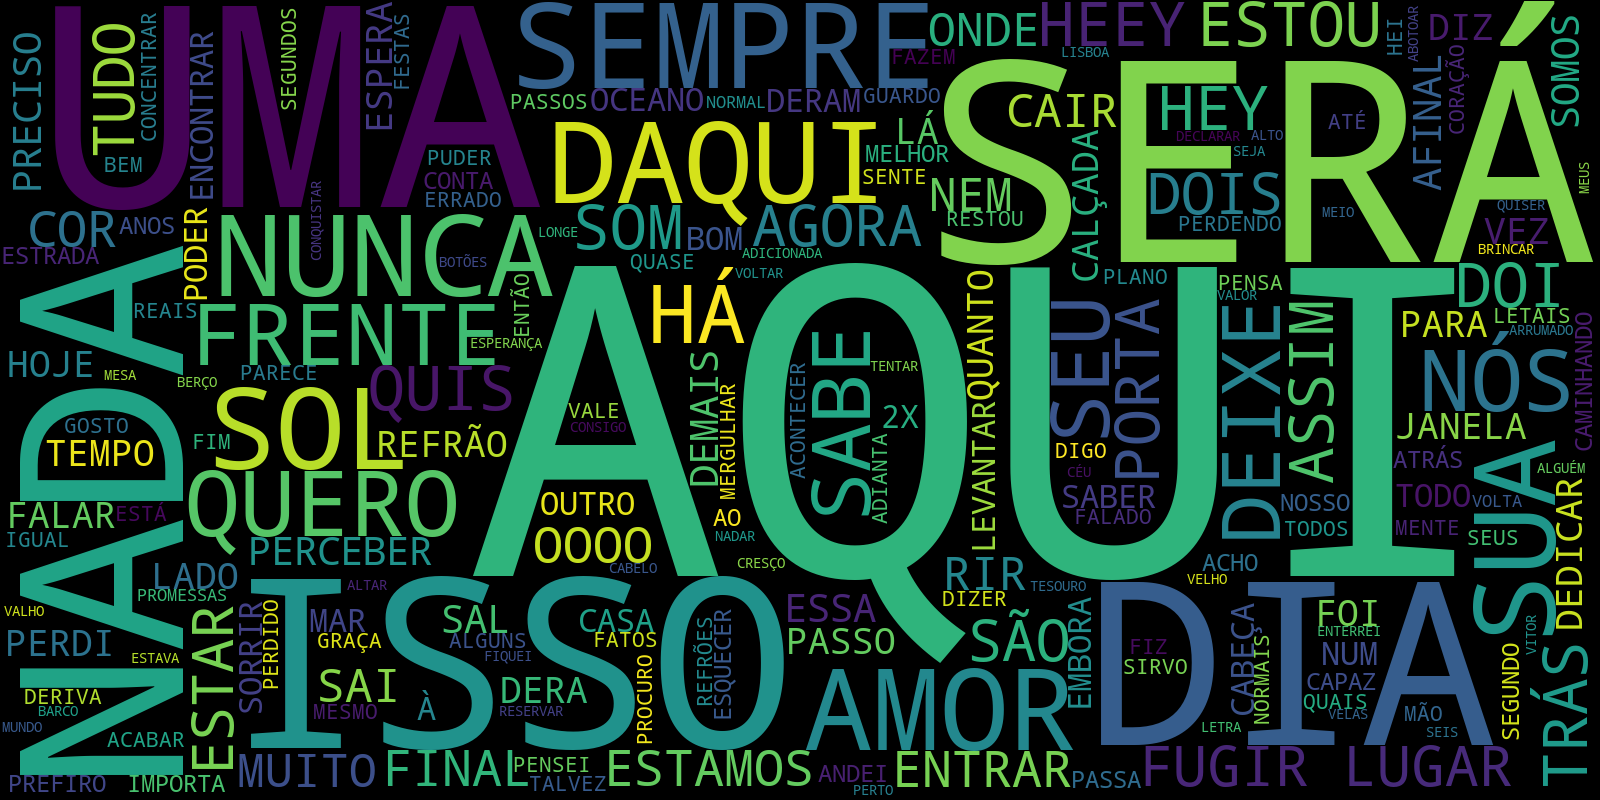 UMA
SEMPRE
ONDE
HEEY
ESTOU
HEI
ABOTOAR
DIZ
SOMOS
PRECISO
TUDO
CONCENTRAR
ENCONTRAR
SEGUNDOS
ESPERA
FESTAS
FAZEM
LISBOA
SERÁ
AFINAL
CORAÇÃO
PASSOS
OCEANO
NORMAL
DERAM
GUARDO
CAIR
HEY
ATÉ
DECLARAR
ALTO
SEJA
BEM
PUDER
CONTA
ERRADO
DAQUI
LÁ
MELHOR
SENTE
NEM
RESTOU
CALÇADA
DOIS
PERDENDO
MEIO
MEUS
QUISER
VEZ
BRINCAR
COR
ANOS
ESTRADA
PODER
NUNCA
CONQUISTAR
BOTÕES
LONGE
SOM
BOM
AGORA
ADICIONADA
QUASE
VOLTAR
NADA
REAIS
FRENTE
ENTÃO
ESPERANÇA
HÁ
AQUI
QUANTO
PLANO
PENSA
VALOR
DOI
PARA
LETAIS
ARRUMADO
HOJE
MESA
BERÇO
PARECE
QUIS
SOL
REFRÃO
VALE
CONSIGO
DEMAIS
MERGULHAR
ACONTECER
SABE
TENTAR
2X
ADIANTA
LEVANTAR
SEU
PORTA
DEIXE
ASSIM
NÓS
CAMINHANDO
JANELA
GOSTO
TEMPO
FIM
DIGO
CÉU
SABER
FALADO
NOSSO
TODOS
ATRÁS
TODO
MENTE
VOLTA
SUA
ALGUÉM
SEUS
DEDICAR
FALAR
ESTÁ
IGUAL
QUERO
OUTRO
OOOO
AO
NADAR
CRESÇO
CABELO
PERCEBER
LADO
PROMESSAS
ALTAR
ISSO
RIR
TESOURO
DIZER
ACHO
VELHO
DIA
VALHO
PERDI
ESTAVA
ESTAR
SORRIR
PERDIDO
MAR
GRAÇA
SAL
ALGUNS
FIQUEI
CASA
FATOS
REFRÕES
ESQUECER
ESSA
PASSO
SÃO
EMBORA
FIZ
SIRVO
CABEÇA
NORMAIS
FOI
ENTERREI
NUM
CAPAZ
QUAIS
VELAS
MÃO
SEIS
SEGUNDO
VITOR
TRÁS
DERIVA
BARCO
MUNDO
ACABAR
SAI
MESMO
À
DERA
RESERVAR
PROCURO
AMOR
LETRA
PREFIRO
IMPORTA
MUITO
FINAL
PENSEI
TALVEZ
ESTAMOS
ANDEI
PERTO
ENTRAR
PASSA
FUGIR
LUGAR